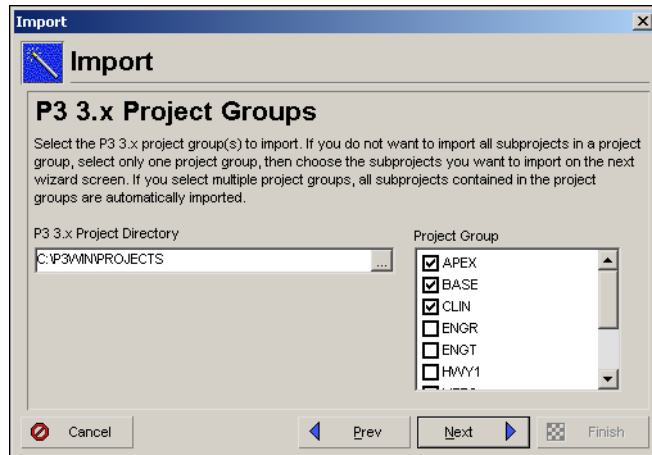 Import
Import
P3 3.x Project Groups
Select the P3 3.x project group(s) to import. If you do not want to import all subprojects in a project
group, select only one project group, then choose the subprojects you want to import on the next
wizard screen. If you select multiple project groups, all subprojects contained in the project
groups are automatically imported.
P3 3.x Project Directory
C:\P3WIN\PROJECTS
...
Project Group
APEX
BASE
CLIN
ENGR
ENGT
HWY1
Cancel
Prev
Next
Finish